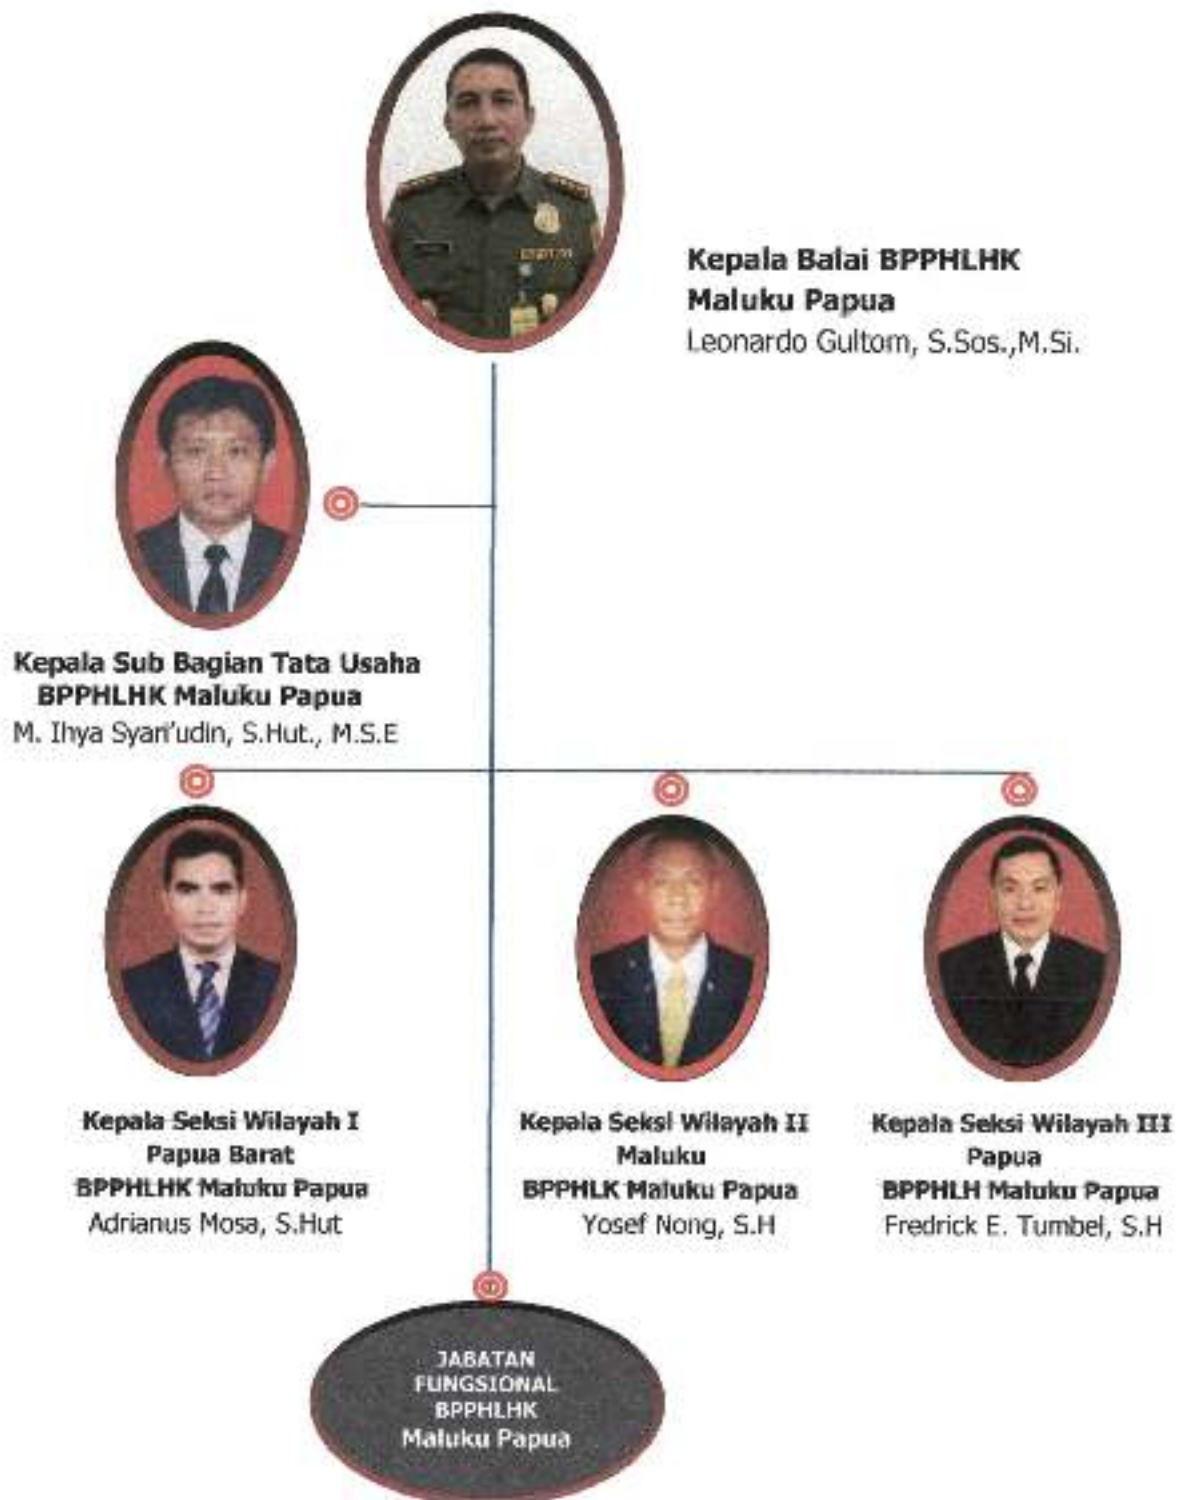 Kepala Balai BPPHLHK
Maluku Papua
Leonardo Gultom, S.Sos.,M.Si.
Kepala Sub Bagian Tata Usaha
BPPHLHK Maluku Papua
M. Ihya Syari'udin, S.Hut., M.S.E
Kepala Seksi Wilayah I
Papua Barat
BPPHLHK Maluku Papua
Adrianus Mosa, S.Hut
Kepala Seksi Wilayah II
Maluku
BPPHLK Maluku Papua
Yosef Nong, S.H
Kepala Seksi Wilayah III
Papua
BPPHLH Maluku Papua
Fredrick E. Tumbel, S.H
JABATAN
FUNGSIONAL
BPPHLHK
Maluku Papua